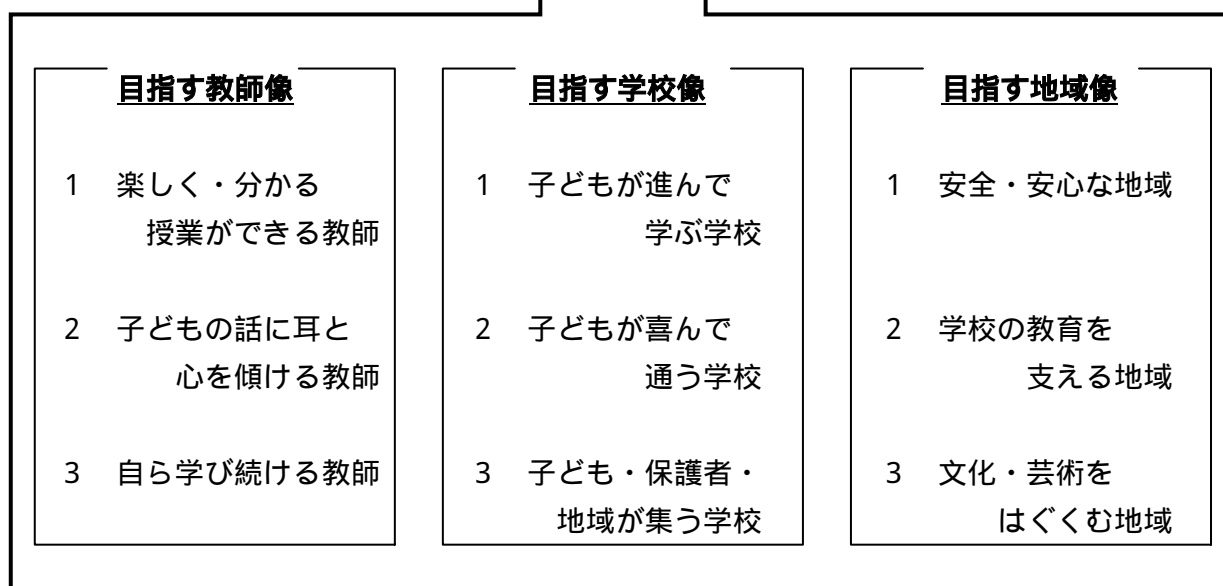 目指す教師像
1 楽しく・分かる
授業ができる教師
2 子どもの話に耳と
心を傾ける教師
3 自ら学び続ける教師
目指す学校像
1 子どもが進んで
学ぶ学校
2 子どもが喜んで
通う学校
3 子ども・保護者・
地域が集う学校
目指す地域像
1 安全・安心な地域
2 学校の教育を
支える地域
3 文化・芸術を
はぐくむ地域